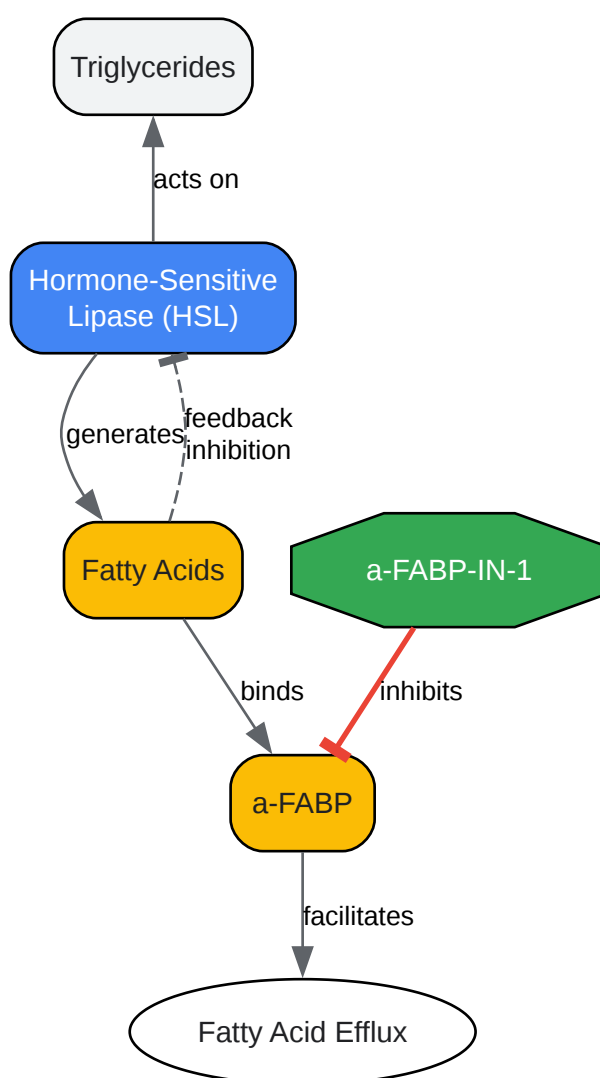 Triglycerides
acts on
Hormone-Sensitive
Lipase (HSL)
generates
feedback
inhibition
Fatty Acids
a-FABP-IN-1
binds
inhibits
a-FABP
facilitates
Fatty Acid Efflux